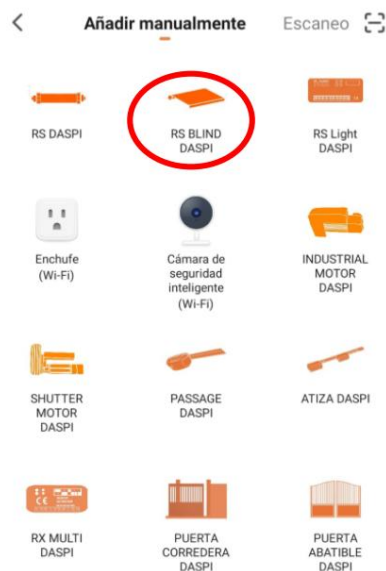 Añadir manualmente
Escaneo
RS DASPI
RS BLIND
DASPI
RS Light
DASPI
Enchufe
(Wi-Fi)
Cámara de
seguridad
inteligente
(Wi-Fi)
INDUSTRIAL
MOTOR
DASPI
SHUTTER
MOTOR
DASPI
PASSAGE
DASPI
ATIZA DASPI
RX MULTI
DASPI
PUERTA
CORREDERA
DASPI
PUERTA
ABATIBLE
DASPI